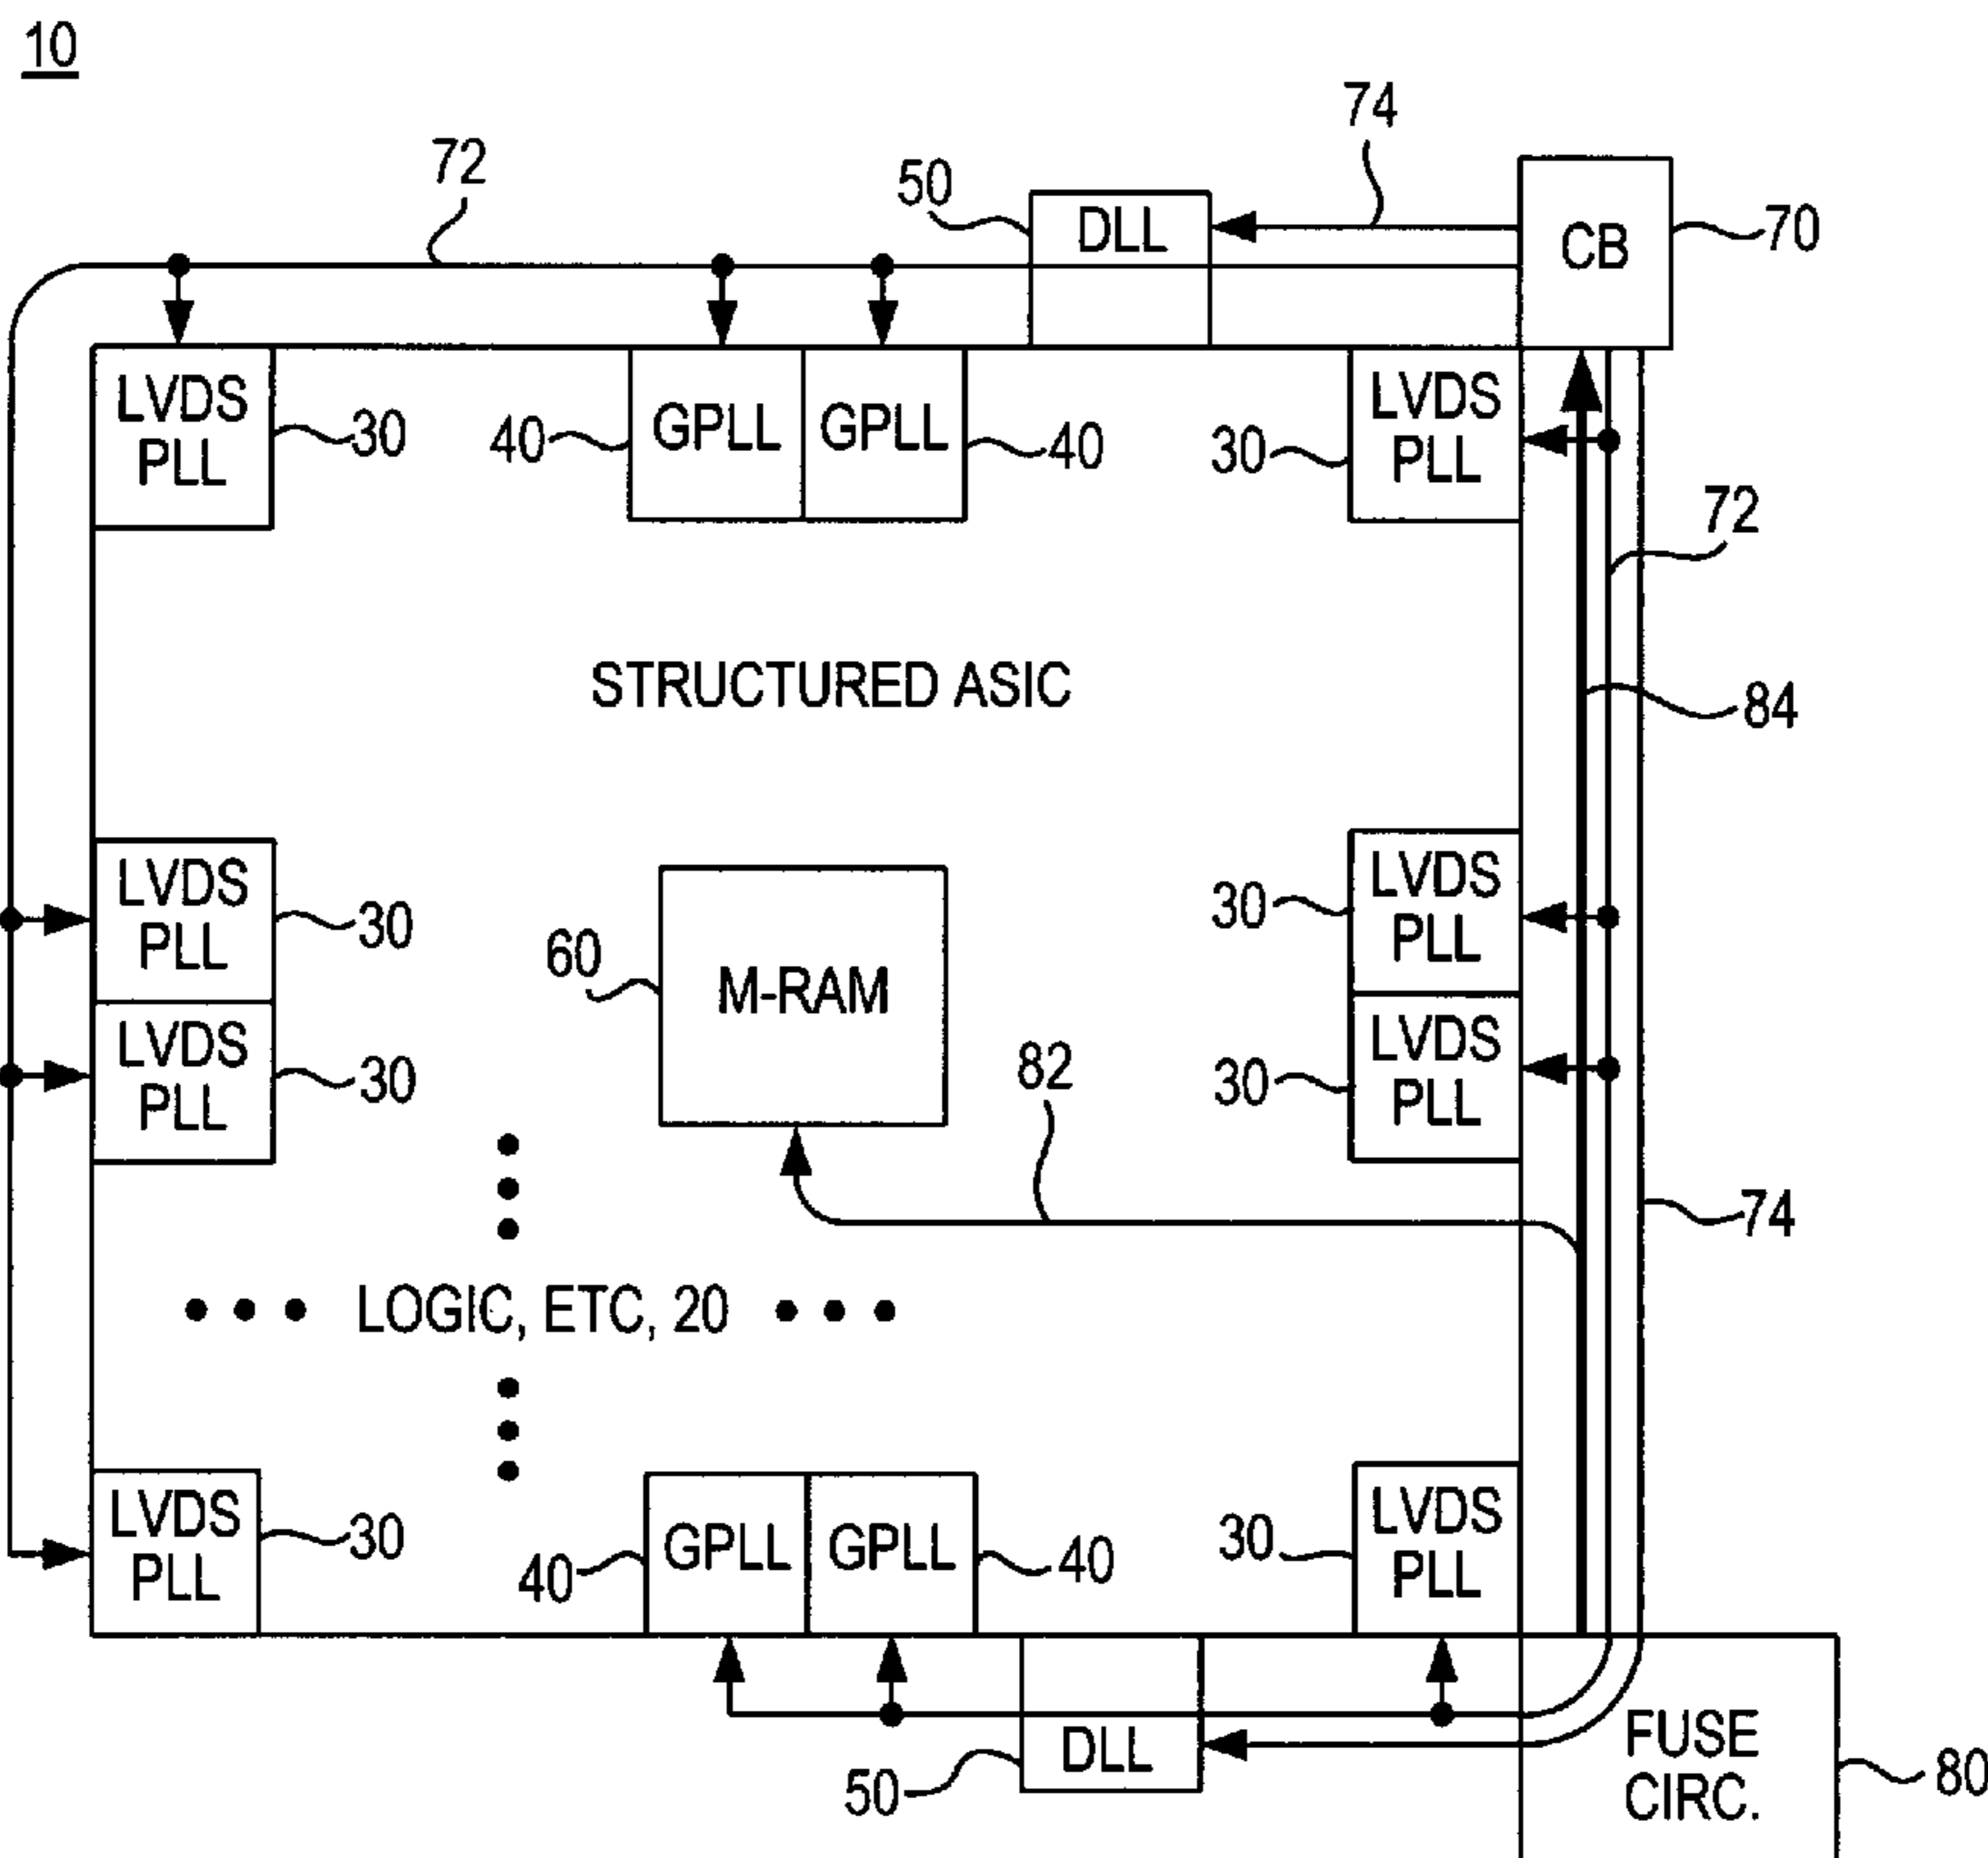 10
74
72
50
DLL
CB
70
LVDS
PLL
30
40
GPLL
GPLL
40
30
LVDS
PLL
72
STRUCTURED ASIC
84
LVDS
PLL
30
60
M-RAM
30
LVDS
PLL
LVDS
PLL
30
82
30
LVDS
PLL
74
LOGIC, ETC, 20
LVDS
PLL
30
40
GPLL
GPLL
40
30
LVDS
PLL
50
DLL
FUSE
CIRC.
80